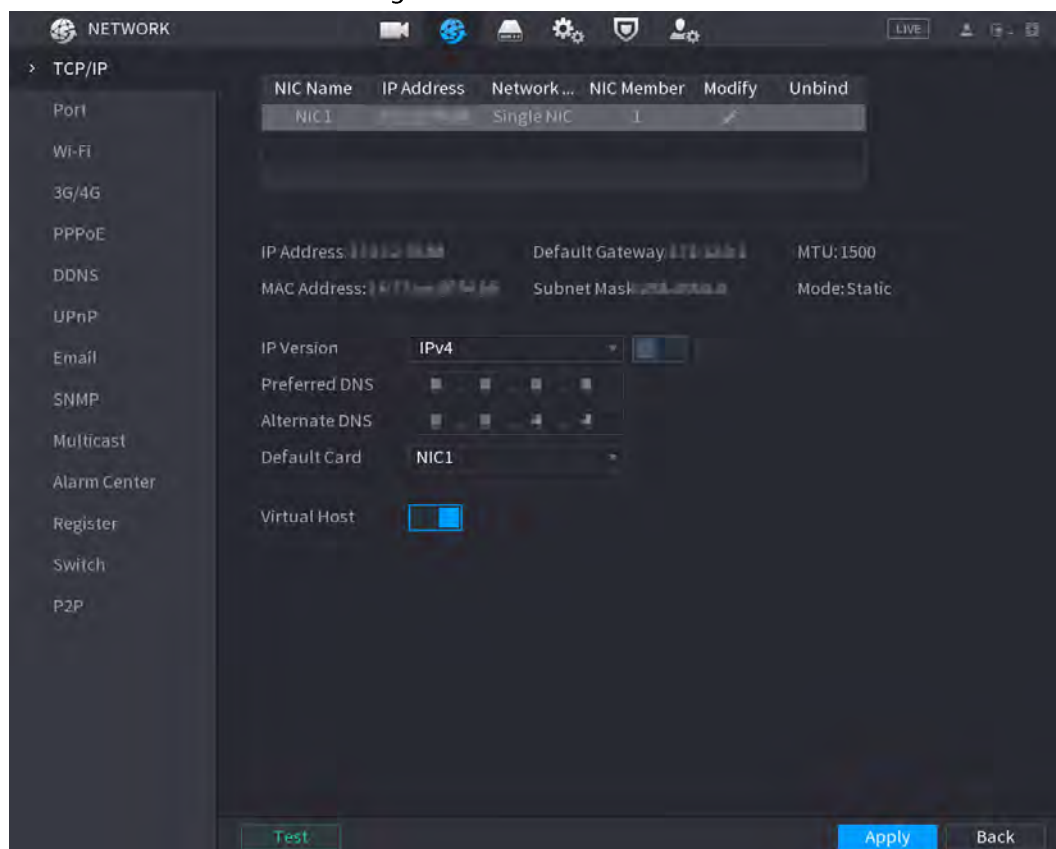 NETWORK
LIVE
TCP/IP
Port
Wi-Fi
3G/4G
PPPoE
DDNS
UPnP
Email
SNMP
Multicast
Alarm Center
Register
Switch
P2P
NIC Name IP Address Network ... NIC Member Modify Unbind
NIC1 Single NIC 1
IP Address: Default Gateway: MTU:1500
MAC Address: Subnet Mask: Mode:Static
IP Version IPv4
Preferred DNS
Alternate DNS
Default Card NIC1
Virtual Host
Test Apply Back